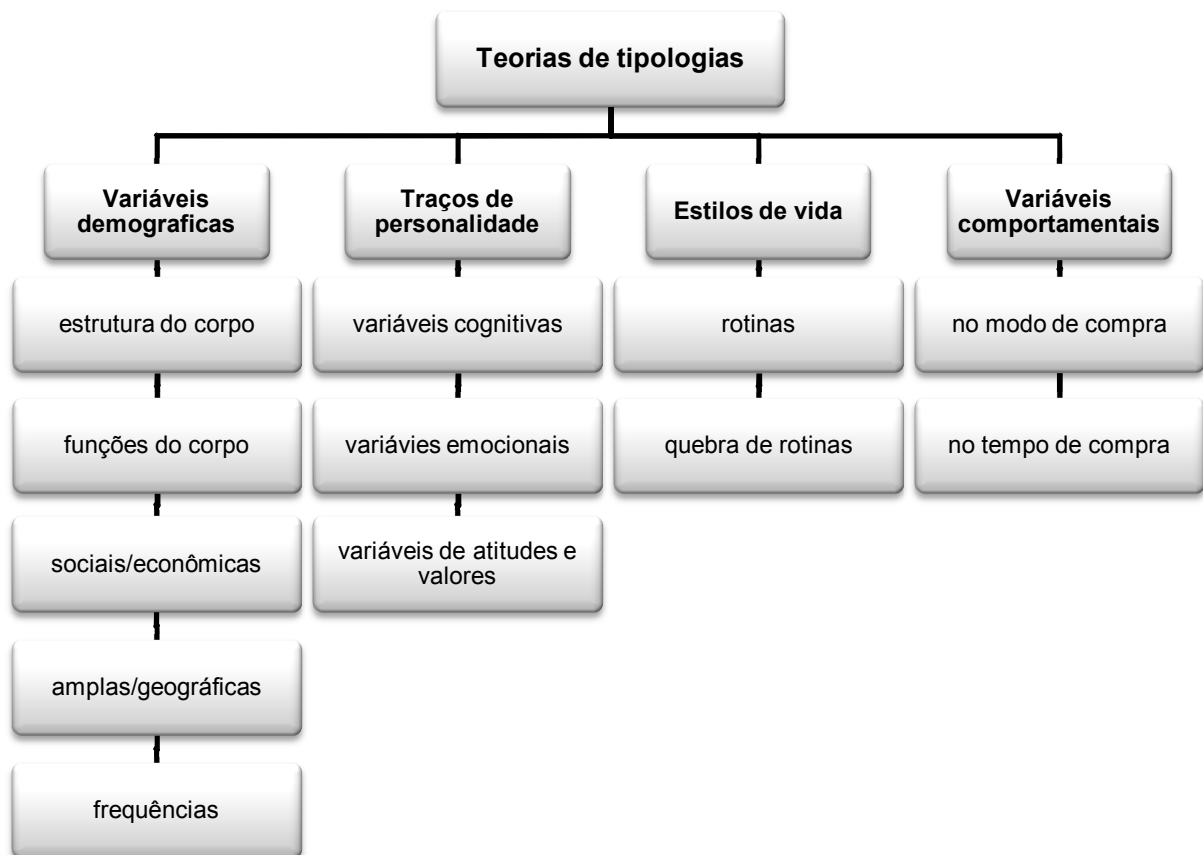 Teorias de tipologias
Variáveis
demograficas
estrutura do corpo
funções do corpo
sociais/econômicas
amplas/geográficas
frequências
Traços de
personalidade
variáveis cognitivas
variávies emocionais
variáveis de atitudes e
valores
Estilos de vida
rotinas
quebra de rotinas
Variáveis
comportamentais
no modo de compra
no tempo de compra